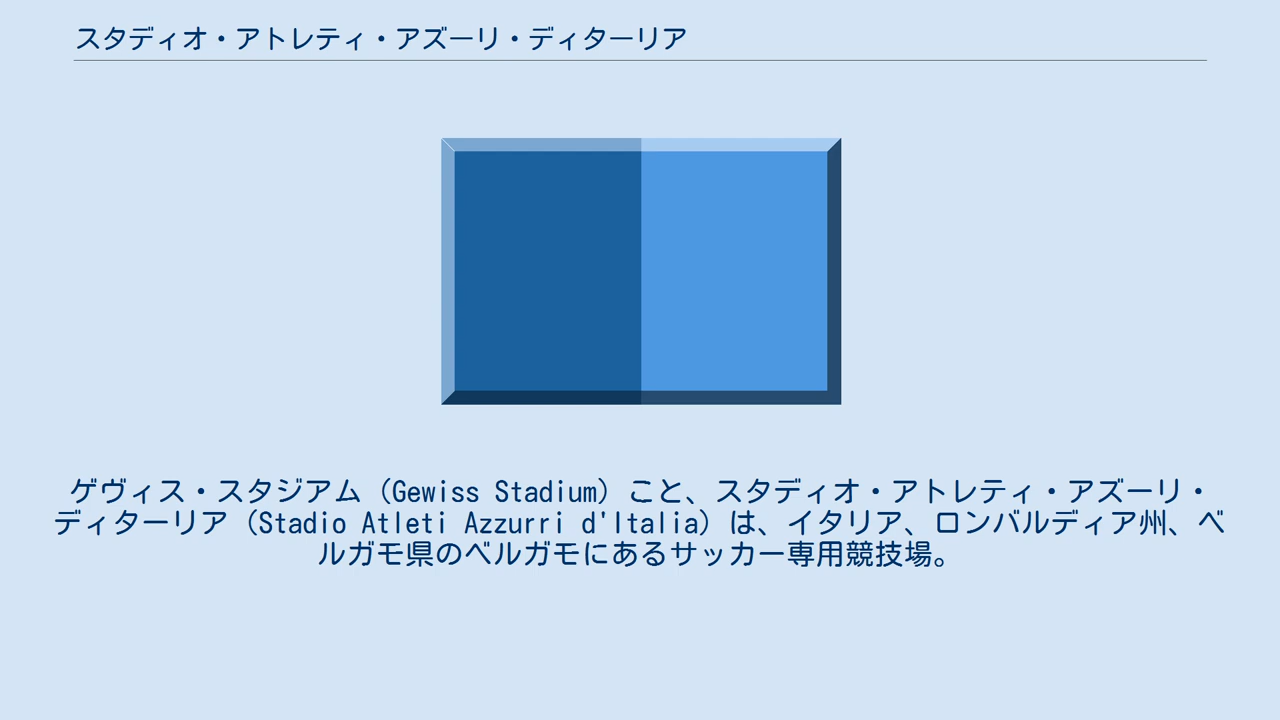 スタディオ・アトレティ・アズーリ・ディターリア
ゲヴィス・スタジアム（Gewiss Stadium）こと、スタディオ・アトレティ・アズーリ・
ディターリア（Stadio Atleti Azzurri d'Italia）は、イタリア、ロンバルディア州、ベ
ルガモ県のベルガモにあるサッカー専用競技場。